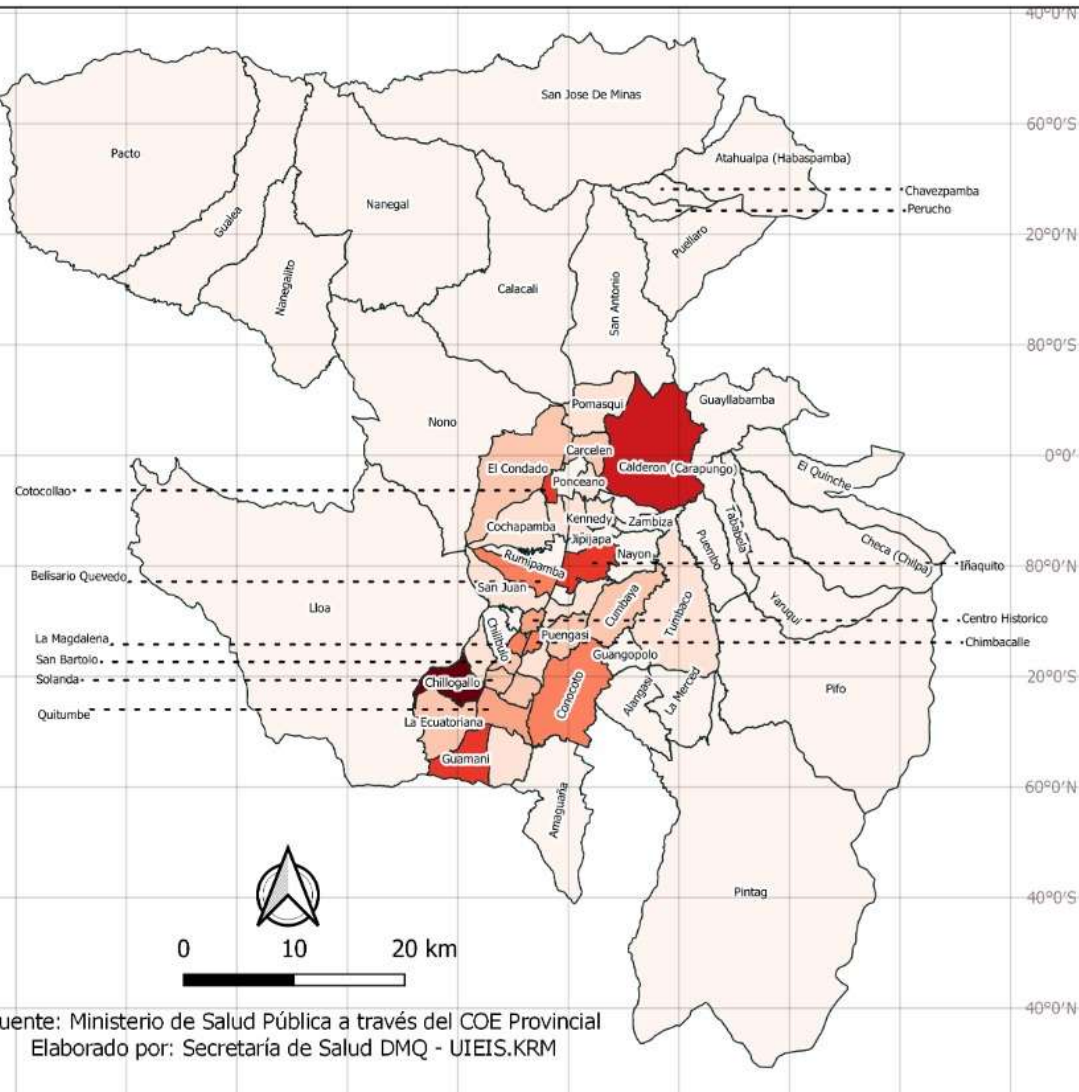 40°0'S
San Jose De Minas
60°0'S
Pacto
Atahualpa (Habaspamba)
Chavezpamba
Perucho
Nanegal
Gualea
20°0'N
Puellaro
Nanegalito
Calacali
San Antonio
80°0'S
Pomasqui
Guayllabamba
Nono
Carcelen
0°0'
El Condado
Calderon (Carapungo)
El Quinche
Ponceano
Cotocollao
Cochapamba
Kennedy
Zambiza
Tababela
Jipijapa
Puembo
Checa (Chilpa)
Nayon
Rumipamba
80°0'S
Iñaquito
Belisario Quevedo
San Juan
Lloa
Cumbaya
Tumbaco
Yaruqui
Centro Historico
Chilibulo
Puengasi
La Magdalena
Chimbacalle
Guangopolo
San Bartolo
Solanda
Chillogallo
20°0'S
Conocoto
Alangasi
La Merced
Pifo
Quitumbe
La Ecuatoriana
Guamani
60°0'N
Amaguaña
Pintag
40°0'S
0 10 20 km
40°0'N
uente: Ministerio de Salud Pública a través del COE Provincial
Elaborado por: Secretaría de Salud DMQ - UIEIS.KRM